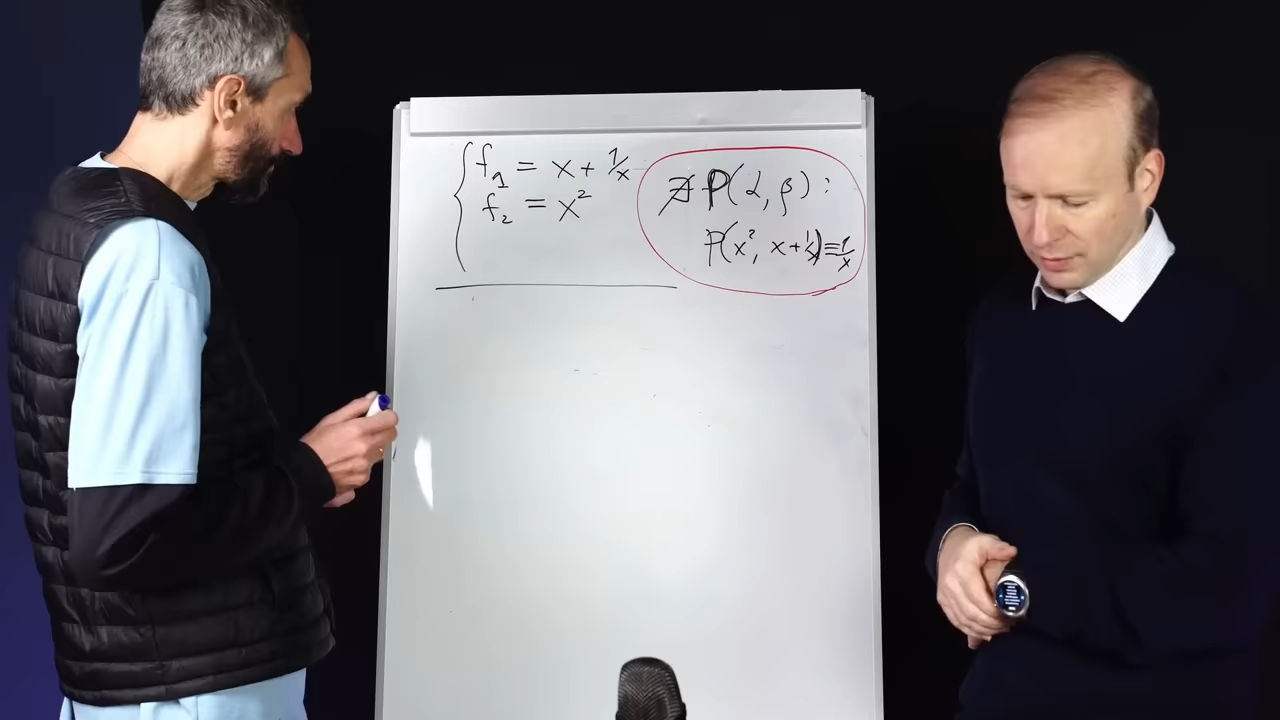 f₁ = x + 1/x
f₂ = x²
∄ P(α, β) :
P(x², x + 1/x) ≡ 1/x